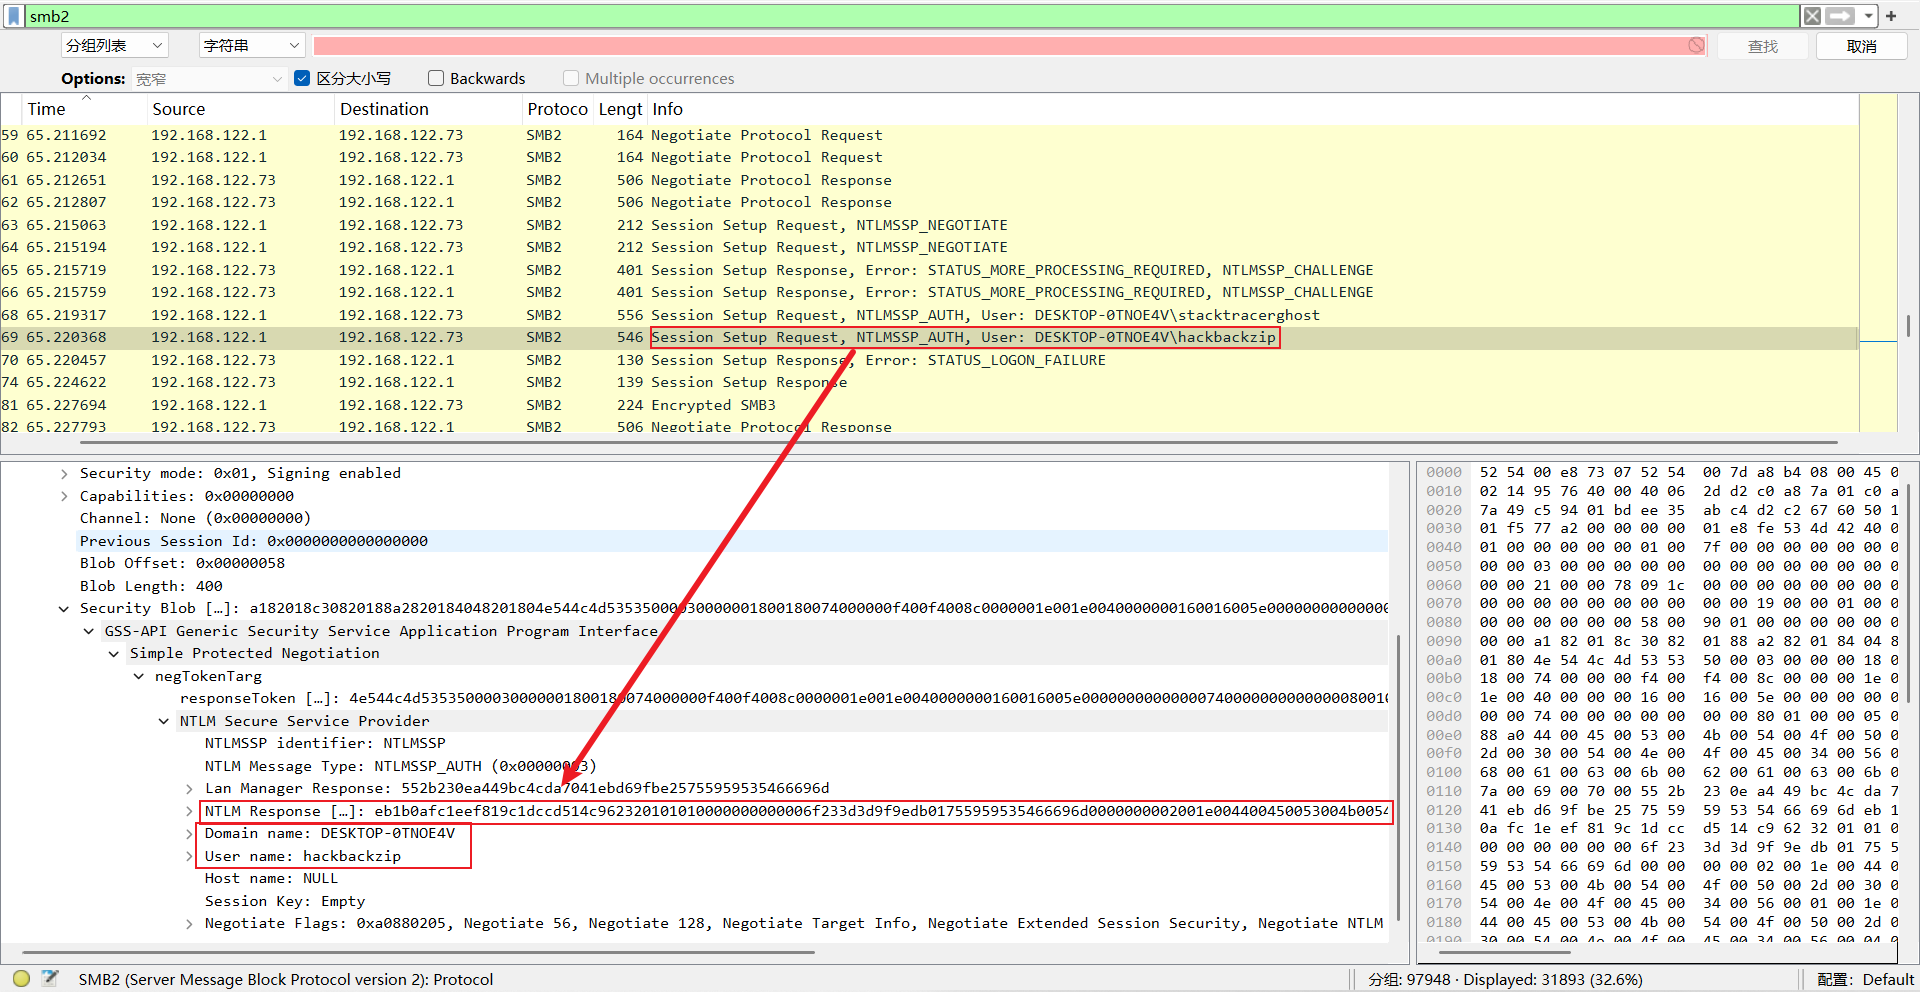 smb2
分组列表 字符串 查找 取消
Options: 宽窄 区分大小写 Backwards Multiple occurrences
Time Source Destination Protoco Lengt Info
59 65.211692 192.168.122.1 192.168.122.73 SMB2 164 Negotiate Protocol Request
60 65.212034 192.168.122.1 192.168.122.73 SMB2 164 Negotiate Protocol Request
61 65.212651 192.168.122.73 192.168.122.1 SMB2 506 Negotiate Protocol Response
62 65.212807 192.168.122.73 192.168.122.1 SMB2 506 Negotiate Protocol Response
63 65.215063 192.168.122.1 192.168.122.73 SMB2 212 Session Setup Request, NTLMSSP_NEGOTIATE
64 65.215194 192.168.122.1 192.168.122.73 SMB2 212 Session Setup Request, NTLMSSP_NEGOTIATE
65 65.215719 192.168.122.73 192.168.122.1 SMB2 401 Session Setup Response, Error: STATUS_MORE_PROCESSING_REQUIRED, NTLMSSP_CHALLENGE
66 65.215759 192.168.122.73 192.168.122.1 SMB2 401 Session Setup Response, Error: STATUS_MORE_PROCESSING_REQUIRED, NTLMSSP_CHALLENGE
68 65.219317 192.168.122.1 192.168.122.73 SMB2 556 Session Setup Request, NTLMSSP_AUTH, User: DESKTOP-0TNOE4V\stacktracerghost
69 65.220368 192.168.122.1 192.168.122.73 SMB2 546 Session Setup Request, NTLMSSP_AUTH, User: DESKTOP-0TNOE4V\hackbackzip
70 65.220457 192.168.122.73 192.168.122.1 SMB2 130 Session Setup Response, Error: STATUS_LOGON_FAILURE
74 65.224622 192.168.122.73 192.168.122.1 SMB2 139 Session Setup Response
81 65.227694 192.168.122.1 192.168.122.73 SMB2 224 Encrypted SMB3
82 65.227793 192.168.122.73 192.168.122.1 SMB2 506 Negotiate Protocol Response
Security mode: 0x01, Signing enabled
Capabilities: 0x00000000
Channel: None (0x00000000)
Previous Session Id: 0x0000000000000000
Blob Offset: 0x00000058
Blob Length: 400
Security Blob […]: a182018c30820188a2820184048201804e544c4d535350000300000018001800740000000f400f4008c0000001e001e0040000000160016005e00000000000000
GSS-API Generic Security Service Application Program Interface
Simple Protected Negotiation
negTokenTarg
responseToken […]: 4e544c4d53535000030000001800180074000000f400f4008c0000001e001e0040000000160016005e00000000000000740000000000000080010
NTLM Secure Service Provider
NTLMSSP identifier: NTLMSSP
NTLM Message Type: NTLMSSP_AUTH (0x00000003)
Lan Manager Response: 552b230ea449bc4cda7041ebd69fbe25755959535466696d
NTLM Response […]: eb1b0afc1eef819c1dccd514c962320101010000000000006f233d3d9f9edb01755959535466696d0000000002001e004400450053004b0054
Domain name: DESKTOP-0TNOE4V
User name: hackbackzip
Host name: NULL
Session Key: Empty
Negotiate Flags: 0xa0880205, Negotiate 56, Negotiate 128, Negotiate Target Info, Negotiate Extended Session Security, Negotiate NTLM
0000 52 54 00 e8 73 07 52 54 00 7d a8 b4 08 00 45 0
0010 02 14 95 76 40 00 40 06 2d d2 c0 a8 7a 01 c0 a
0020 7a 49 c5 94 01 bd ee 35 ab c4 d2 c2 67 60 50 1
0030 01 f5 77 a2 00 00 00 00 01 e8 fe 53 4d 42 40 0
0040 01 00 00 00 00 00 01 00 7f 00 00 00 00 00 00 0
0050 00 00 03 00 00 00 00 00 00 00 00 00 00 00 00 0
0060 00 00 21 00 00 78 09 1c 00 00 00 00 00 00 00 0
0070 00 00 00 00 00 00 00 00 00 00 19 00 00 01 00 0
0080 00 00 00 00 00 00 58 00 90 01 00 00 00 00 00 0
0090 00 00 a1 82 01 8c 30 82 01 88 a2 82 01 84 04 8
00a0 01 80 4e 54 4c 4d 53 53 50 00 03 00 00 00 18 0
00b0 18 00 74 00 00 00 f4 00 f4 00 8c 00 00 00 1e 0
00c0 1e 00 40 00 00 00 16 00 16 00 5e 00 00 00 00 0
00d0 00 00 74 00 00 00 00 00 00 00 80 01 00 00 05 0
00e0 88 a0 44 00 45 00 53 00 4b 00 54 00 4f 00 50 0
00f0 2d 00 30 00 54 00 4e 00 4f 00 45 00 34 00 56 0
0100 68 00 61 00 63 00 6b 00 62 00 61 00 63 00 6b 0
0110 7a 00 69 00 70 00 55 2b 23 0e a4 49 bc 4c da 7
0120 41 eb d6 9f be 25 75 59 59 53 54 66 69 6d eb 1
0130 0a fc 1e ef 81 9c 1d cc d5 14 c9 62 32 01 01 0
0140 00 00 00 00 00 00 6f 23 3d 3d 9f 9e db 01 75 5
0150 59 53 54 66 69 6d 00 00 00 00 02 00 1e 00 44 0
0160 45 00 53 00 4b 00 54 00 4f 00 50 00 2d 00 30 0
0170 54 00 4e 00 4f 00 45 00 34 00 56 00 01 00 1e 0
0180 44 00 45 00 53 00 4b 00 54 00 4f 00 50 00 2d 0
0190 30 00 54 00 4e 00 4f 00 45 00 34 00 56 00 04 0
SMB2 (Server Message Block Protocol version 2): Protocol 分组: 97948 · Displayed: 31893 (32.6%) 配置: Default